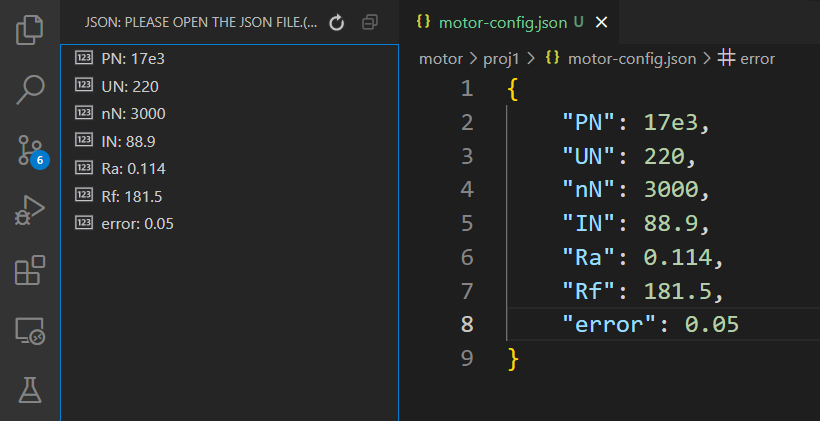 JSON: PLEASE OPEN THE JSON FILE.(...
123 PN: 17e3
123 UN: 220
123 nN: 3000
123 IN: 88.9
123 Ra: 0.114
123 Rf: 181.5
123 error: 0.05
6
{} motor-config.json U ×
motor > proj1 > {} motor-config.json > # error
1 {
2 "PN": 17e3,
3 "UN": 220,
4 "nN": 3000,
5 "IN": 88.9,
6 "Ra": 0.114,
7 "Rf": 181.5,
8 "error": 0.05
9 }